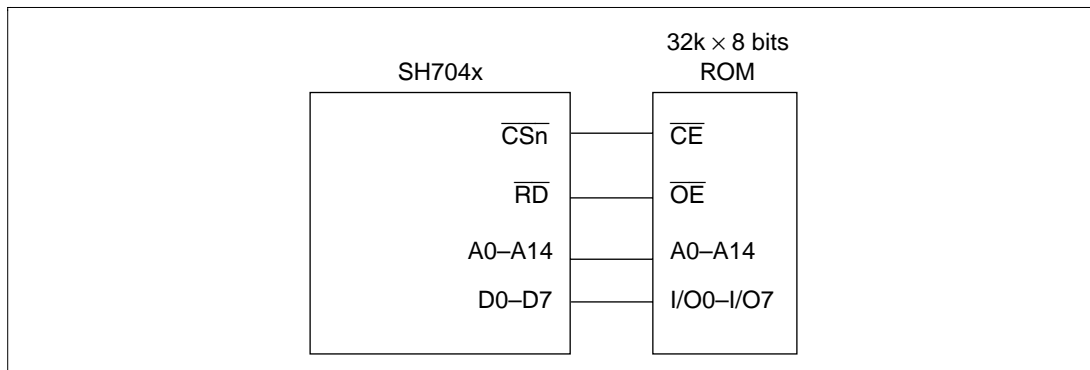 32k × 8 bits
SH704x ROM
CSn CE
RD OE
A0–A14 A0–A14
D0–D7 I/O0–I/O7